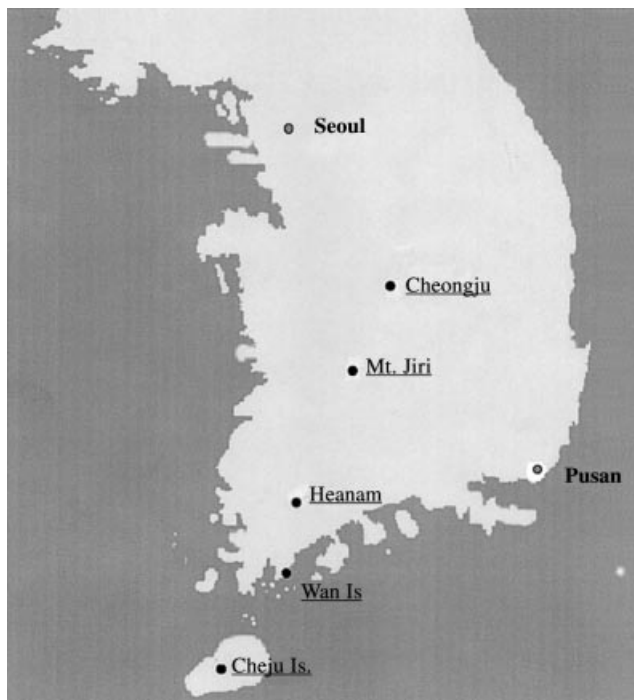 Seoul
Cheongju
Mt. Jiri
Pusan
Heanam
Wan Is
Cheju Is.